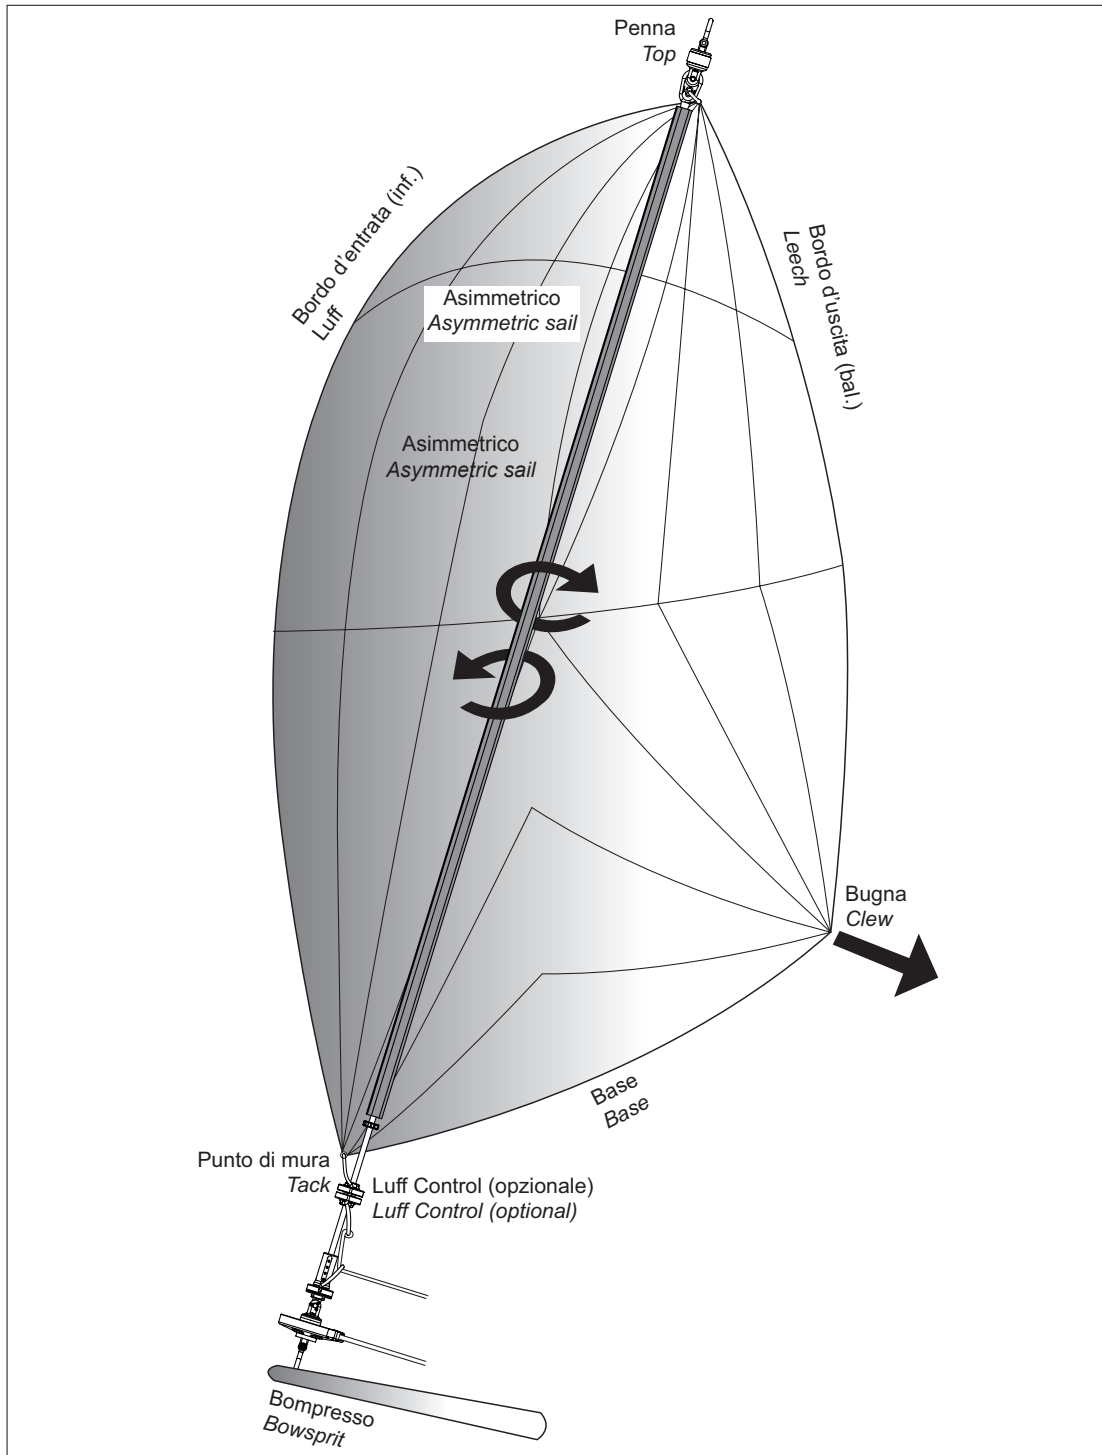 Penna
Top
Bordo d'entrata (inf.)
Luff
Bordo d'uscita (bal.)
Leech
Asimmetrico
Asymmetric sail
Asimmetrico
Asymmetric sail
Bugna
Clew
Base
Base
Punto di mura
Tack
Luff Control (opzionale)
Luff Control (optional)
Bompresso
Bowsprit